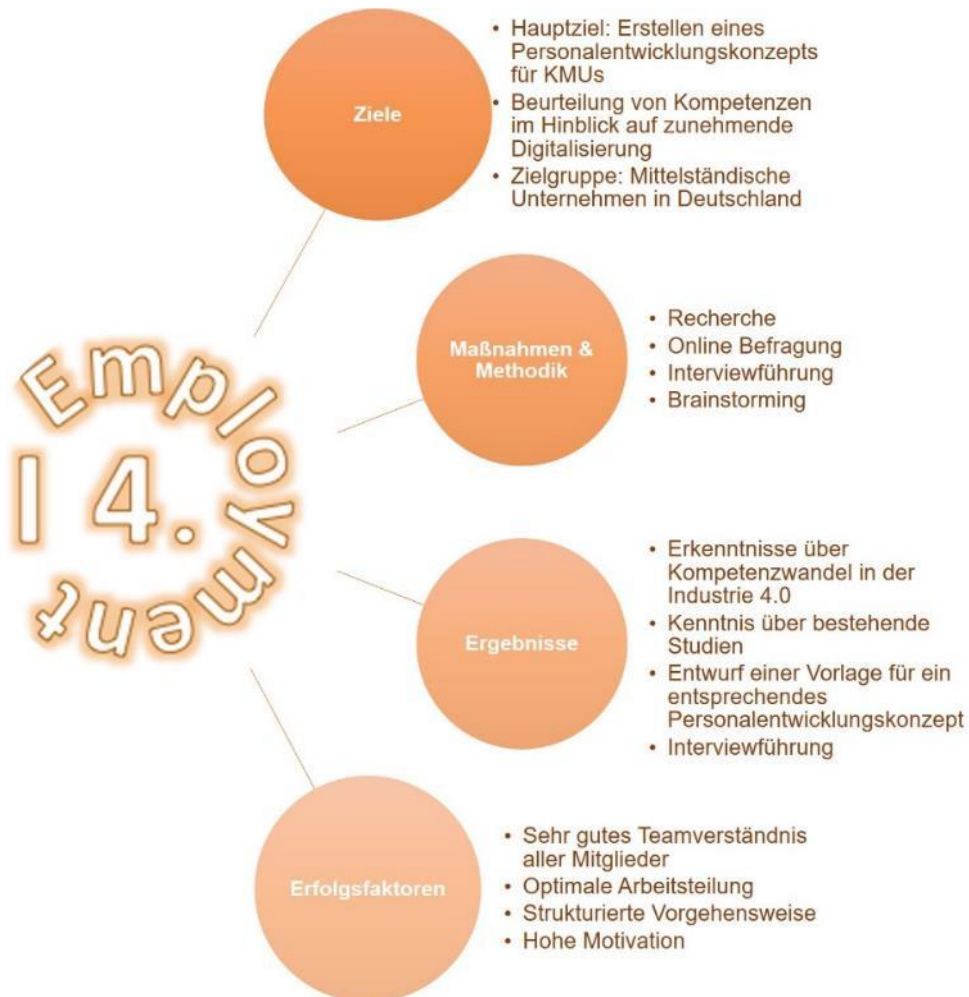 Employment
I 4.
Ziele
• Hauptziel: Erstellen eines
Personalentwicklungskonzepts
für KMUs
• Beurteilung von Kompetenzen
im Hinblick auf zunehmende
Digitalisierung
• Zielgruppe: Mittelständische
Unternehmen in Deutschland
Maßnahmen &
Methodik
• Recherche
• Online Befragung
• Interviewführung
• Brainstorming
Ergebnisse
• Erkenntnisse über
Kompetenzwandel in der
Industrie 4.0
• Kenntnis über bestehende
Studien
• Entwurf einer Vorlage für ein
entsprechendes
Personalentwicklungskonzept
• Interviewführung
Erfolgsfaktoren
• Sehr gutes Teamverständnis
aller Mitglieder
• Optimale Arbeitsteilung
• Strukturierte Vorgehensweise
• Hohe Motivation